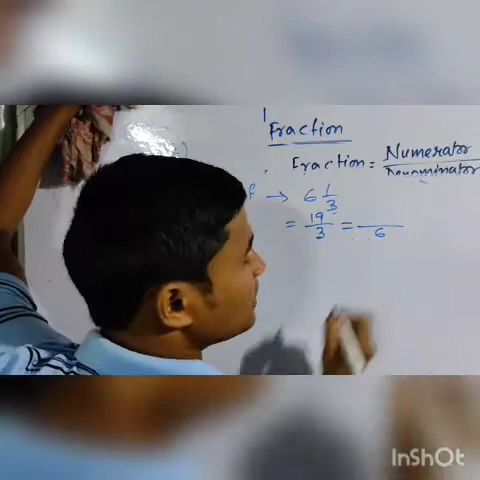 Fraction
Fraction = Numerator / Denominator
f → 6 1/3
= 19/3 = /6
InShOt